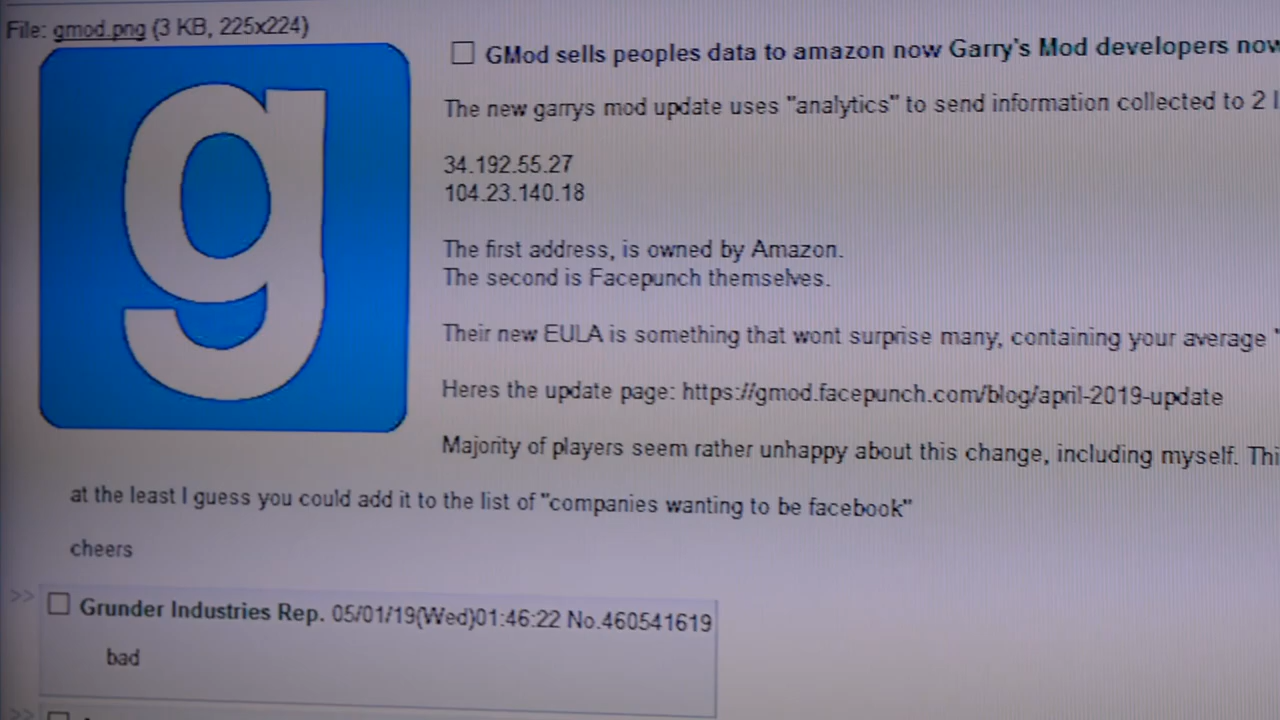 File: gmod.png (3 KB, 225x224)
g
GMod sells peoples data to amazon now Garry's Mod developers now
The new garrys mod update uses "analytics" to send information collected to 2
34.192.55.27
104.23.140.18
The first address, is owned by Amazon.
The second is Facepunch themselves.
Their new EULA is something that wont surprise many, containing your average "
Heres the update page: https://gmod.facepunch.com/blog/april-2019-update
Majority of players seem rather unhappy about this change, including myself. Thi
at the least I guess you could add it to the list of "companies wanting to be facebook"
cheers
>> Grunder Industries Rep. 05/01/19(Wed)01:46:22 No.460541619
bad
>>